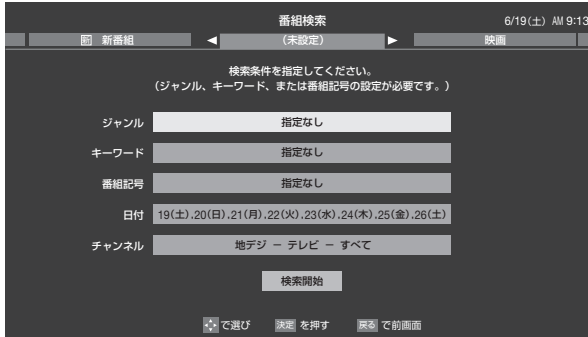 番組検索 6/19(土) AM 9:13
新 新番組 ◀ (未設定) ▶ 映画
検索条件を指定してください。
(ジャンル、キーワード、または番組記号の設定が必要です。)
ジャンル 指定なし
キーワード 指定なし
番組記号 指定なし
日付 19(土).20(日).21(月).22(火).23(水).24(木).25(金).26(土)
チャンネル 地デジ − テレビ − すべて
検索開始
で選び 決定 を押す 戻る で前画面